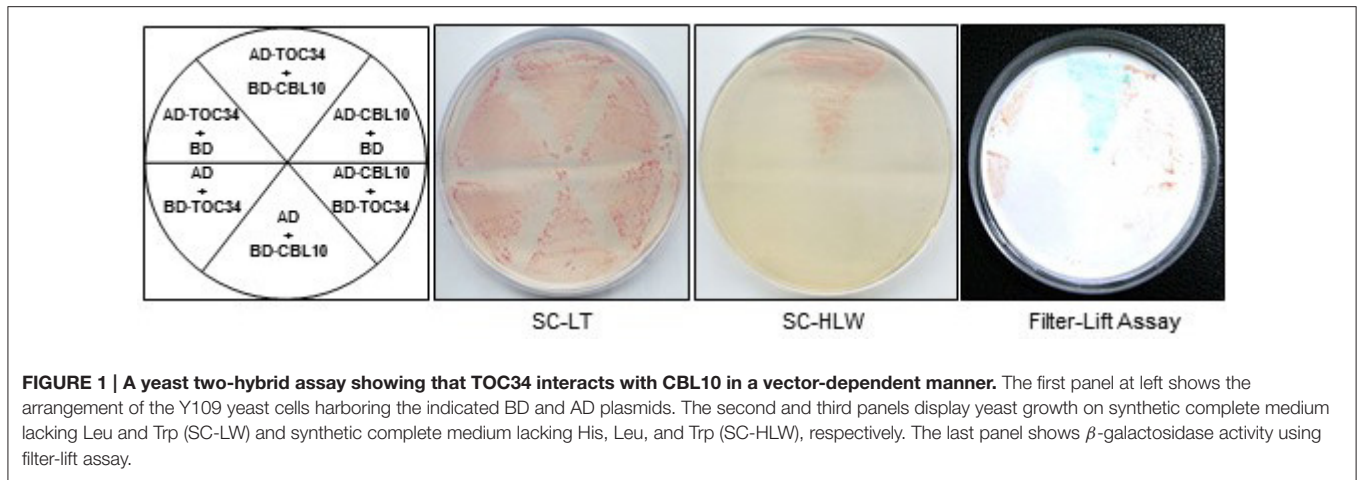 AD-TOC34
+
BD-CBL10
AD-TOC34
+
BD
AD-CBL10
+
BD
AD
+
BD-TOC34
AD-CBL10
+
BD-TOC34
AD
+
BD-CBL10
SC-LT
SC-HLW
Filter-Lift Assay
FIGURE 1 | A yeast two-hybrid assay showing that TOC34 interacts with CBL10 in a vector-dependent manner. The first panel at left shows the
arrangement of the Y109 yeast cells harboring the indicated BD and AD plasmids. The second and third panels display yeast growth on synthetic complete medium
lacking Leu and Trp (SC-LW) and synthetic complete medium lacking His, Leu, and Trp (SC-HLW), respectively. The last panel shows β-galactosidase activity using
filter-lift assay.